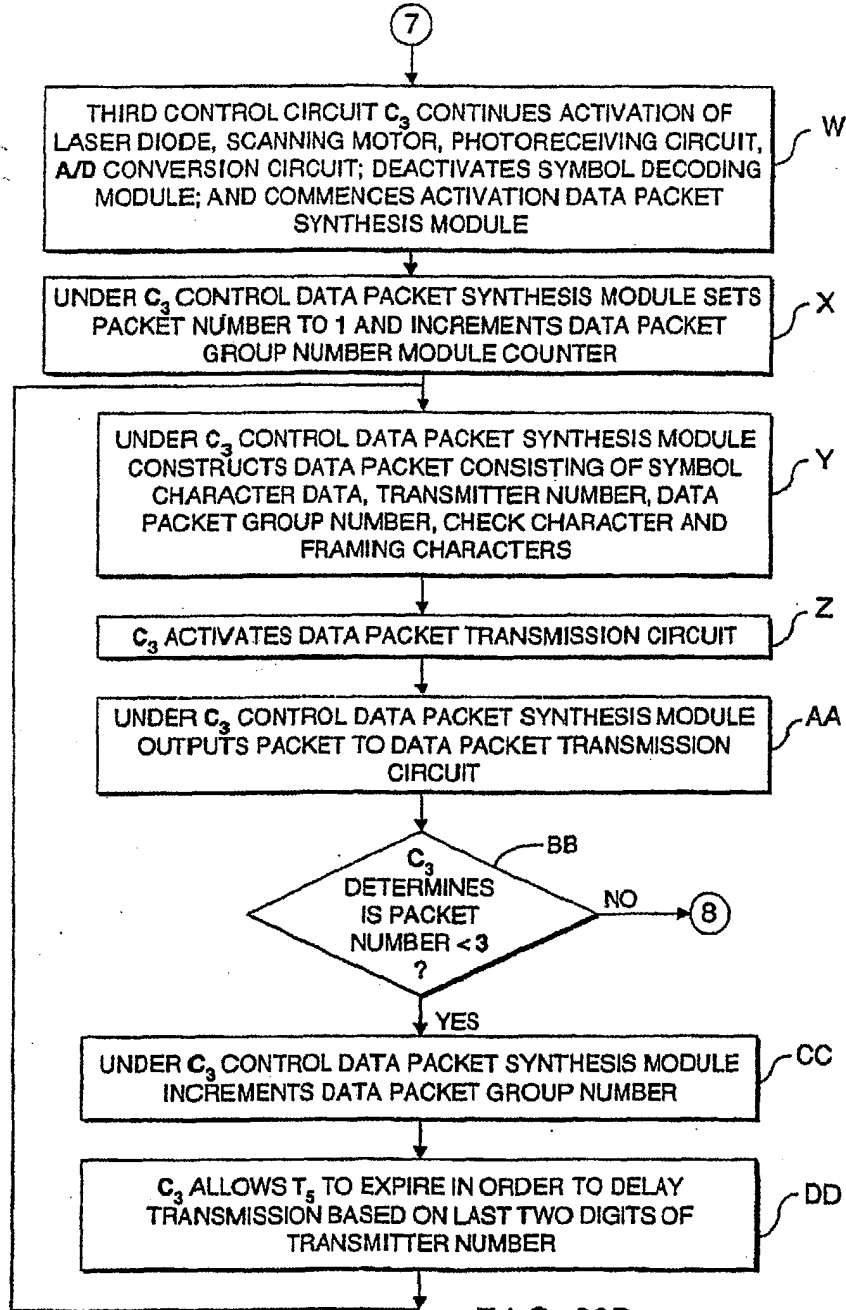 7
THIRD CONTROL CIRCUIT C3 CONTINUES ACTIVATION OF
LASER DIODE, SCANNING MOTOR, PHOTORECEIVING CIRCUIT,
A/D CONVERSION CIRCUIT; DEACTIVATES SYMBOL DECODING
MODULE; AND COMMENCES ACTIVATION DATA PACKET
SYNTHESIS MODULE
W
UNDER C3 CONTROL DATA PACKET SYNTHESIS MODULE SETS
PACKET NUMBER TO 1 AND INCREMENTS DATA PACKET
GROUP NUMBER MODULE COUNTER
X
UNDER C3 CONTROL DATA PACKET SYNTHESIS MODULE
CONSTRUCTS DATA PACKET CONSISTING OF SYMBOL
CHARACTER DATA, TRANSMITTER NUMBER, DATA
PACKET GROUP NUMBER, CHECK CHARACTER AND
FRAMING CHARACTERS
Y
C3 ACTIVATES DATA PACKET TRANSMISSION CIRCUIT
Z
UNDER C3 CONTROL DATA PACKET SYNTHESIS MODULE
OUTPUTS PACKET TO DATA PACKET TRANSMISSION
CIRCUIT
AA
C3
DETERMINES
IS PACKET
NUMBER < 3
?
BB
NO
8
YES
UNDER C3 CONTROL DATA PACKET SYNTHESIS MODULE
INCREMENTS DATA PACKET GROUP NUMBER
CC
C3 ALLOWS T5 TO EXPIRE IN ORDER TO DELAY
TRANSMISSION BASED ON LAST TWO DIGITS OF
TRANSMITTER NUMBER
DD